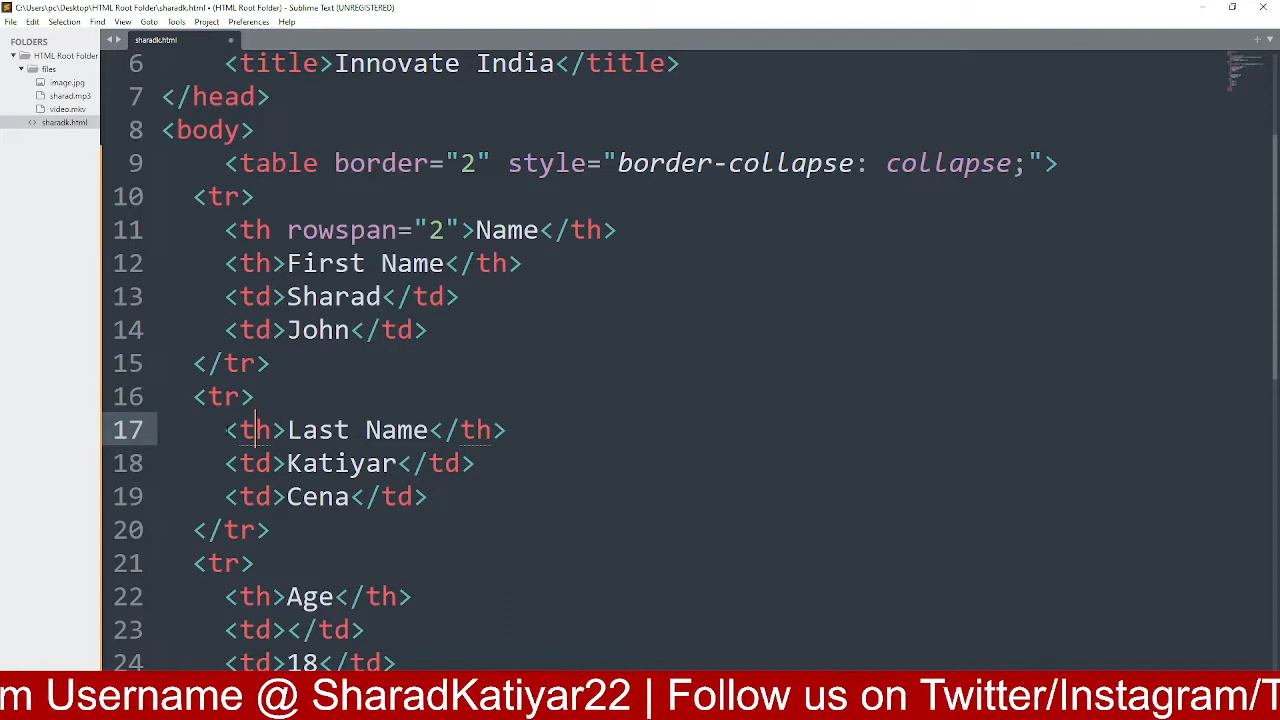 C:\Users\pc\Desktop\HTML Root Folder\sharadk.html • (HTML Root Folder) - Sublime Text (UNREGISTERED)
File Edit Selection Find View Goto Tools Project Preferences Help
FOLDERS
HTML Root Folder
files
image.jpg
sharad.mp3
video.mkv
sharadk.html
sharadk.html
6 <title>Innovate India</title>
7 </head>
8 <body>
9 <table border="2" style="border-collapse: collapse;">
10 <tr>
11 <th rowspan="2">Name</th>
12 <th>First Name</th>
13 <td>Sharad</td>
14 <td>John</td>
15 </tr>
16 <tr>
17 <th>Last Name</th>
18 <td>Katiyar</td>
19 <td>Cena</td>
20 </tr>
21 <tr>
22 <th>Age</th>
23 <td></td>
24 <td>18</td>
m Username @ SharadKatiyar22 | Follow us on Twitter/Instagram/T